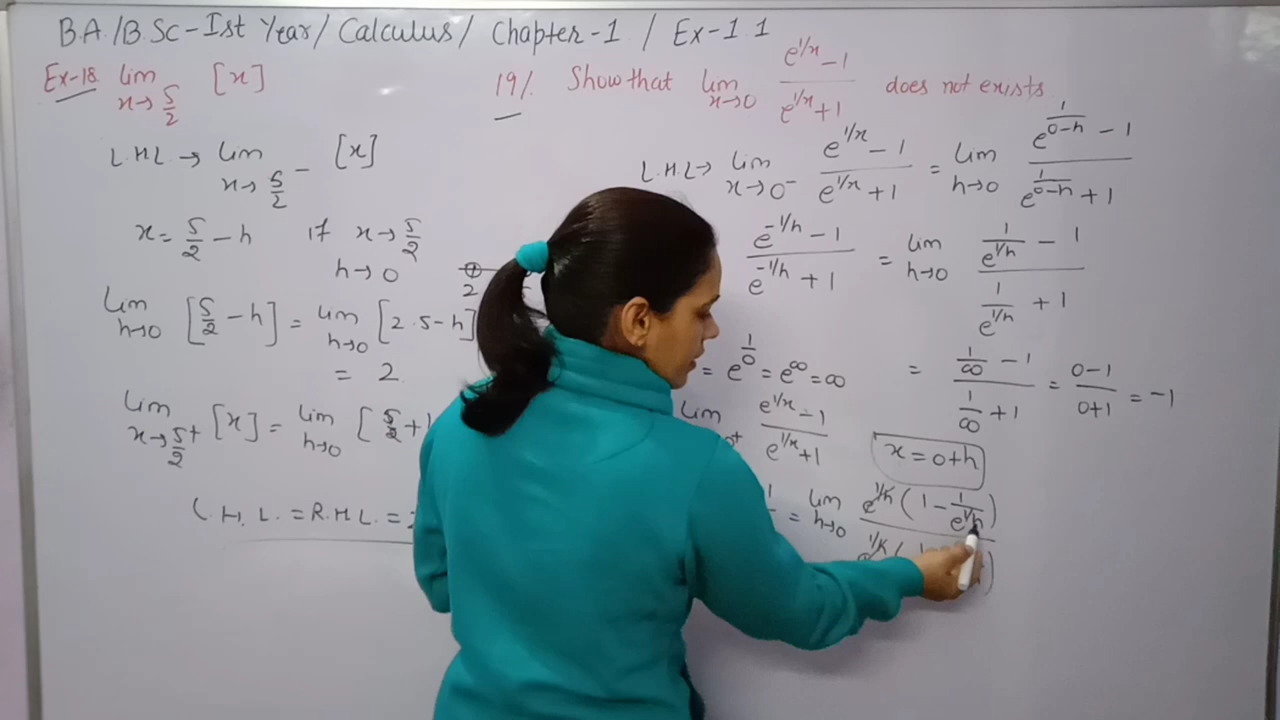 B.A./B.Sc-Ist Year/ Calculus/ Chapter-1 / Ex-1.1
Ex-18 lim x→5/2 [x]
L.H.L. → lim x→5/2 - [x]
x = 5/2 - h if x→5/2
h→0
2
lim h→0 [5/2 - h] = lim h→0 [2.5-h]
= 2
lim x→5/2+ [x] = lim h→0 [5/2+
L.H.L. = R.H.L. =
19/. Show that lim x→0 e^1/x - 1 / e^1/x + 1 does not exists
L.H.L → lim x→0- e^1/x - 1 / e^1/x + 1 = lim h→0 e^1/0-h - 1 / e^1/0-h + 1
e^-1/h - 1 / e^-1/h + 1 = lim h→0 1/e^1/h - 1 / 1/e^1/h + 1
= e^1/0 = e^∞ = ∞
= 1/∞ - 1 / 1/∞ + 1 = 0-1 / 0+1 = -1
lim 0+ e^1/x - 1 / e^1/x + 1
x = 0+h
= lim h→0 e^1/h (1 - 1/e^1/h) / e^1/h (1